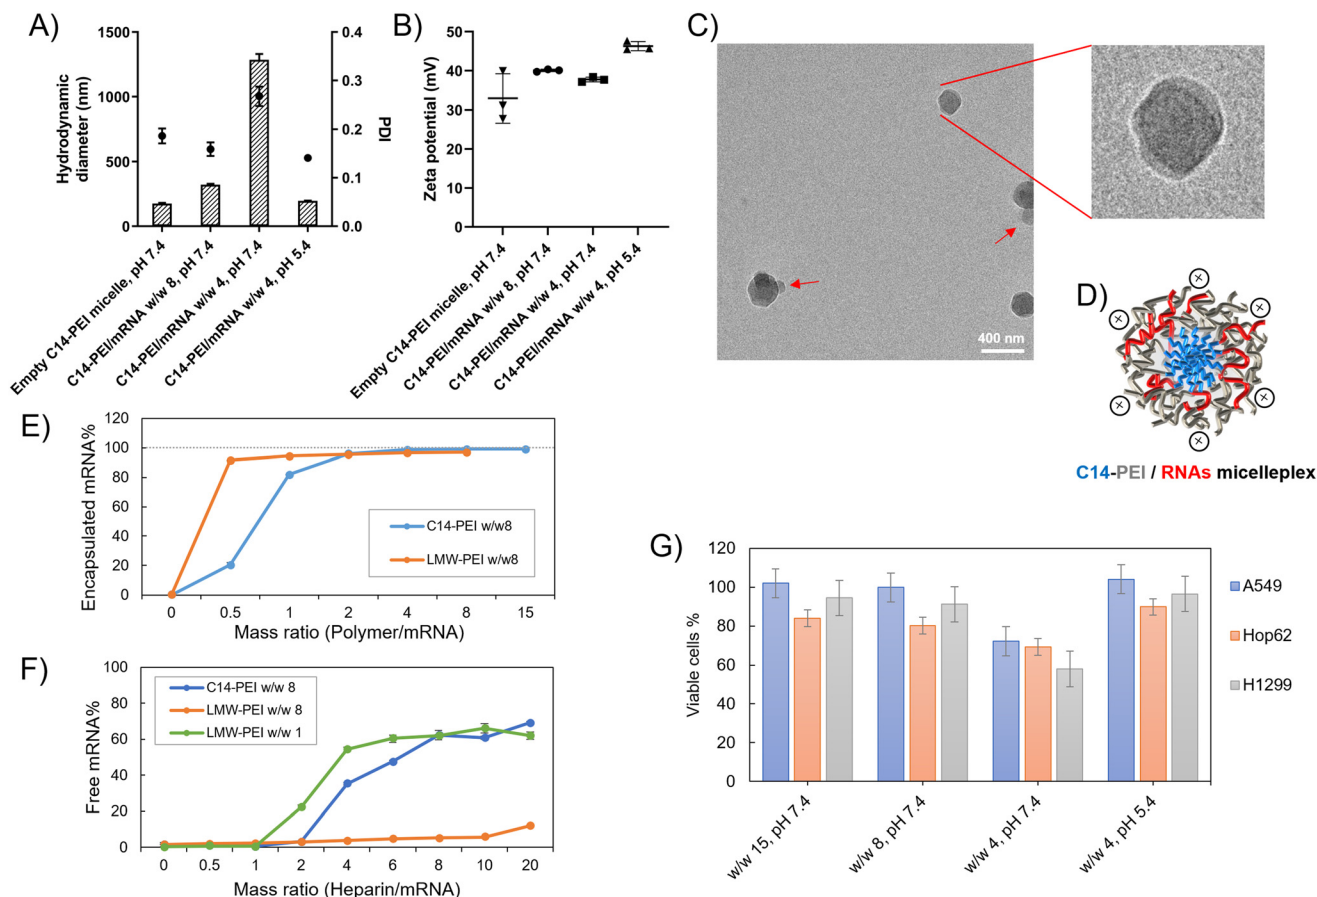 A)
Hydrodynamic
diameter (nm)
1500
1000
500
0
0.4
0.3
0.2
0.1
0.0
PDI
Empty C14-PEI micelle, pH 7.4
C14-PEI/mRNA w/w 8, pH 7.4
C14-PEI/mRNA w/w 4, pH 7.4
C14-PEI/mRNA w/w 4, pH 5.4
B)
Zeta potential (mV)
50
40
30
20
10
0
Empty C14-PEI micelle, pH 7.4
C14-PEI/mRNA w/w 8, pH 7.4
C14-PEI/mRNA w/w 4, pH 7.4
C14-PEI/mRNA w/w 4, pH 5.4
C)
400 nm
D)
+
+
+
+
+
+
C14-PEI / RNAs micelleplex
E)
Encapsulated mRNA%
120
100
80
60
40
20
0
C14-PEI w/w8
LMW-PEI w/w8
0 0.5 1 2 4 8 15
Mass ratio (Polymer/mRNA)
F)
Free mRNA%
100
80
60
40
20
0
C14-PEI w/w 8
LMW-PEI w/w 8
LMW-PEI w/w 1
0 0.5 1 2 4 6 8 10 20
Mass ratio (Heparin/mRNA)
G)
Viable cells %
120
100
80
60
40
20
0
w/w 15, pH 7.4
w/w 8, pH 7.4
w/w 4, pH 7.4
w/w 4, pH 5.4
A549
Hop62
H1299